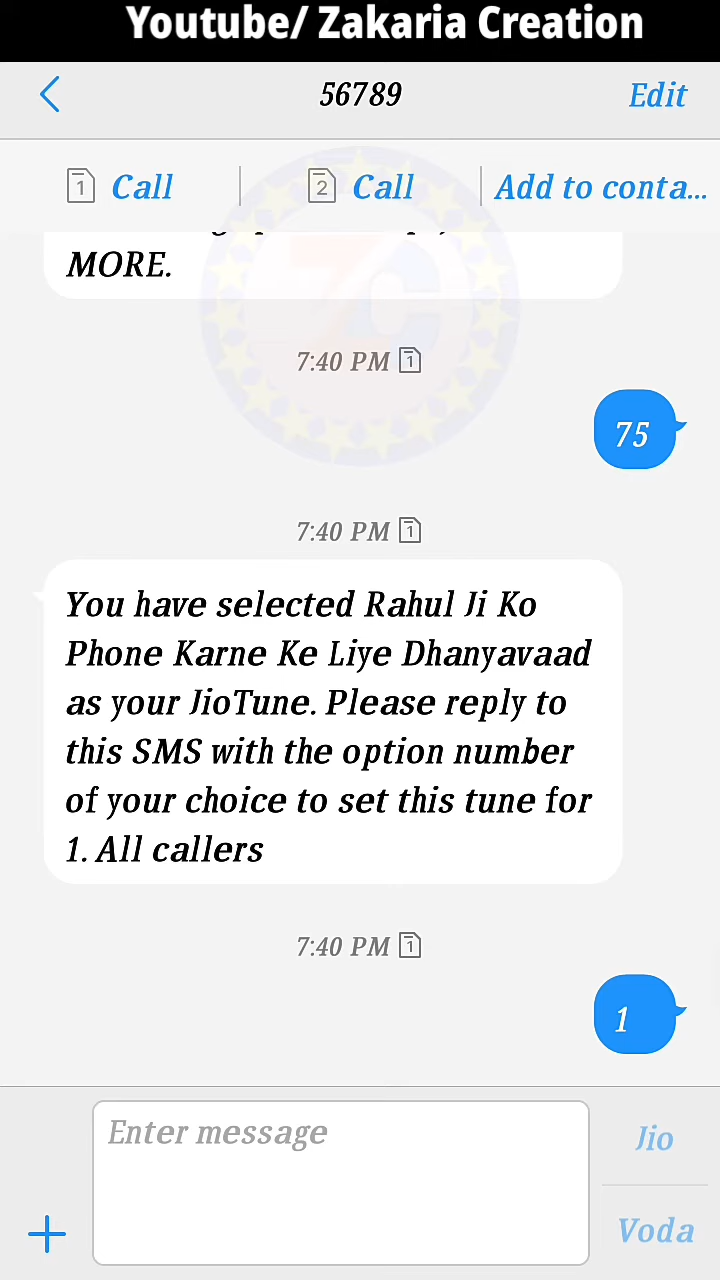 Youtube/ Zakaria Creation
56789
Edit
1 Call
2 Call
Add to conta...
MORE.
7:40 PM 1
75
7:40 PM 1
You have selected Rahul Ji Ko
Phone Karne Ke Liye Dhanyavaad
as your JioTune. Please reply to
this SMS with the option number
of your choice to set this tune for
1. All callers
7:40 PM 1
1
Enter message
Jio
Voda